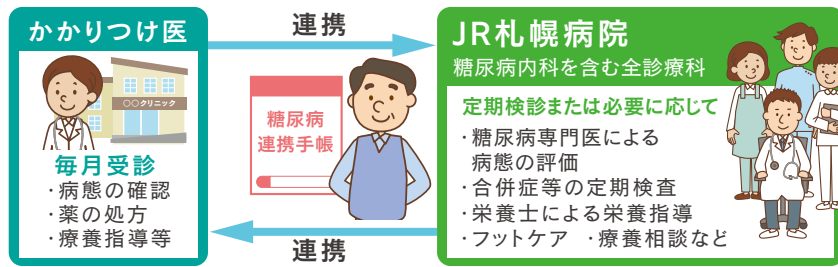 かかりつけ医
〇〇クリニック
毎月受診
・病態の確認
・薬の処方
・療養指導等
連携
糖尿病
連携手帳
連携
JR札幌病院
糖尿病内科を含む全診療科
定期検診または必要に応じて
・糖尿病専門医による
病態の評価
・合併症等の定期検査
・栄養士による栄養指導
・フットケア ・療養相談など